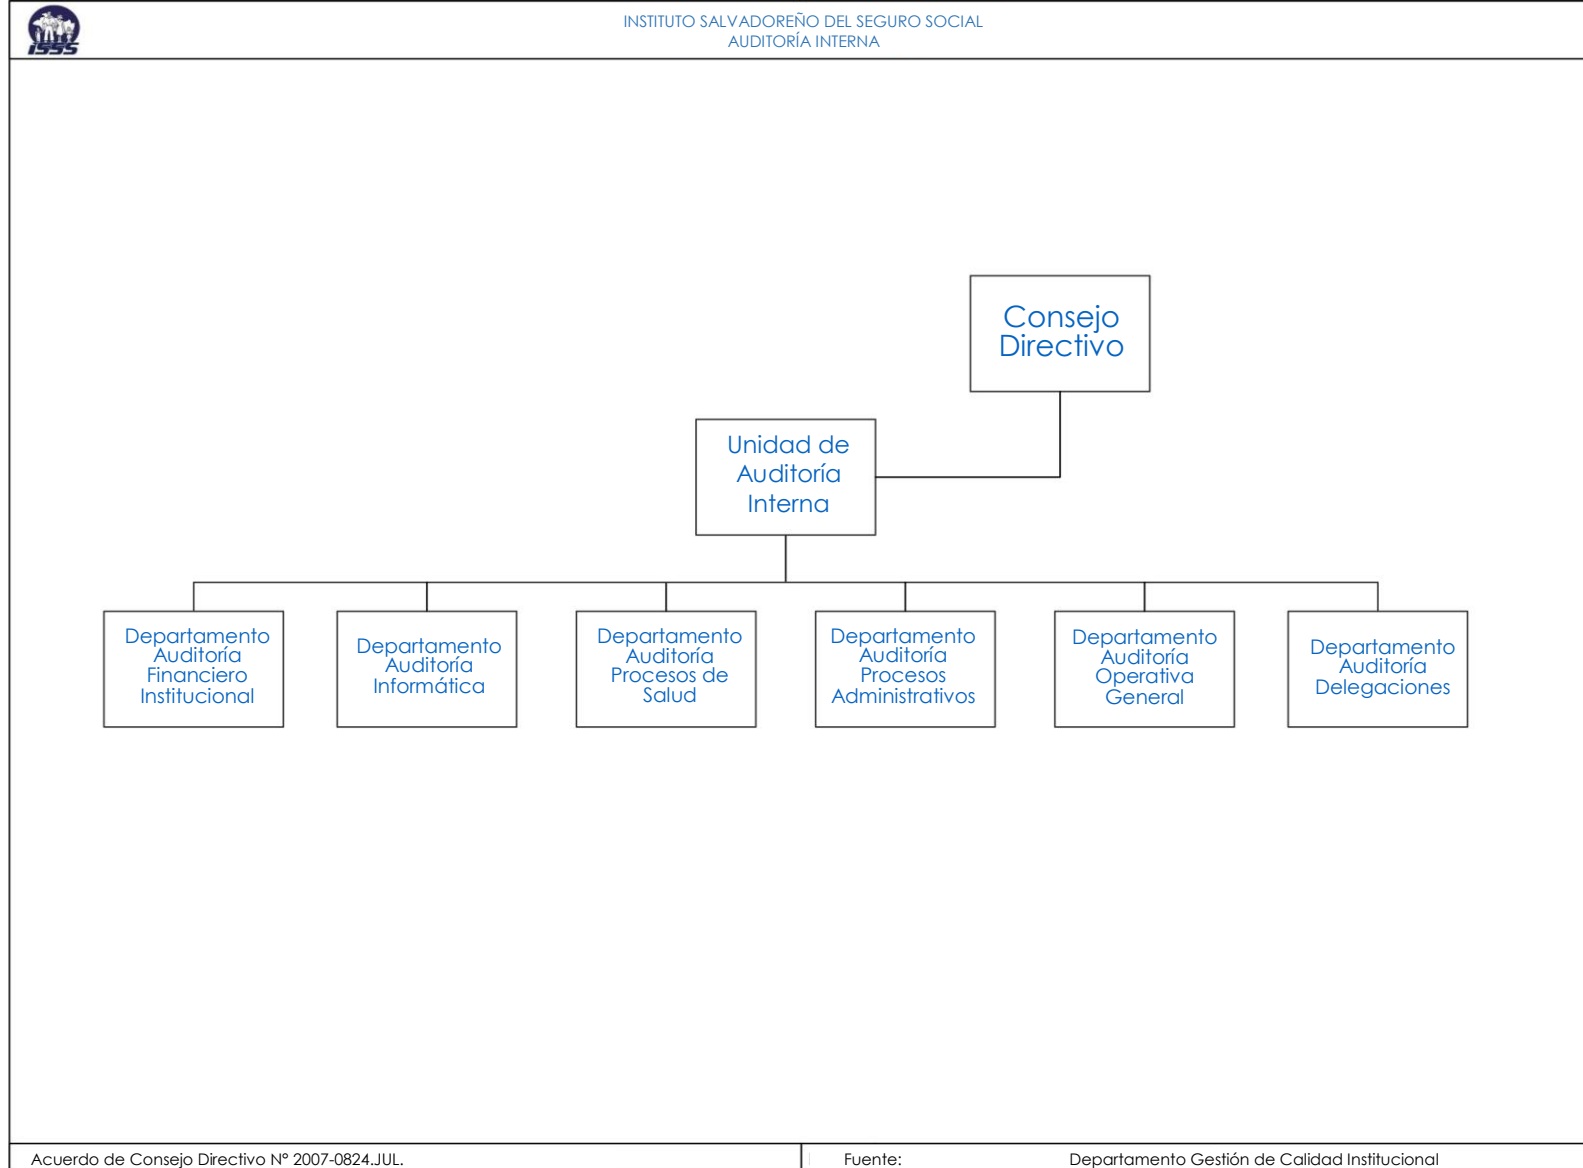 ISSS
INSTITUTO SALVADOREÑO DEL SEGURO SOCIAL
AUDITORÍA INTERNA
Consejo
Directivo
Unidad de
Auditoría
Interna
Departamento
Auditoría
Financiero
Institucional
Departamento
Auditoría
Informática
Departamento
Auditoría
Procesos de
Salud
Departamento
Auditoría
Procesos
Administrativos
Departamento
Auditoría
Operativa
General
Departamento
Auditoría
Delegaciones
Acuerdo de Consejo Directivo N° 2007-0824.JUL.
Fuente: Departamento Gestión de Calidad Institucional